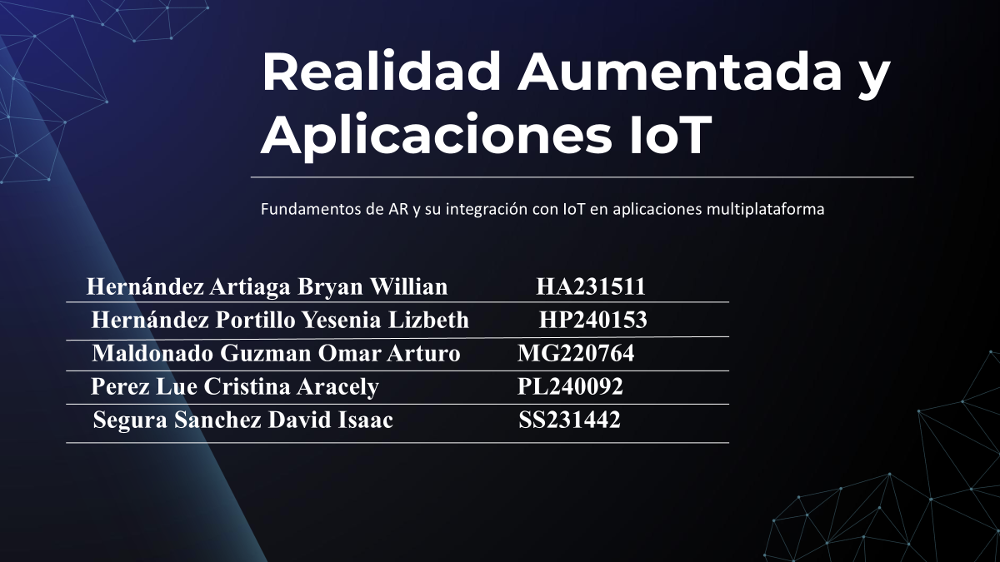 Realidad Aumentada y
Aplicaciones IoT
Fundamentos de AR y su integración con IoT en aplicaciones multiplataforma
Hernández Artiaga Bryan Willian HA231511
Hernández Portillo Yesenia Lizbeth HP240153
Maldonado Guzman Omar Arturo MG220764
Perez Lue Cristina Aracely PL240092
Segura Sanchez David Isaac SS231442